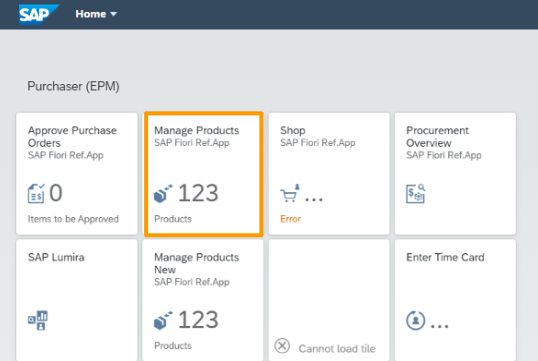 SAP Home
Purchaser (EPM)
Approve Purchase
Orders
SAP Fiori Ref.App
0
Items to be Approved
Manage Products
SAP Fiori Ref.App
123
Products
Shop
SAP Fiori Ref.App
...
Error
Procurement
Overview
SAP Fiori Ref.App
SAP Lumira
Manage Products
New
SAP Fiori Ref.App
123
Products
Cannot load tile
Enter Time Card
...